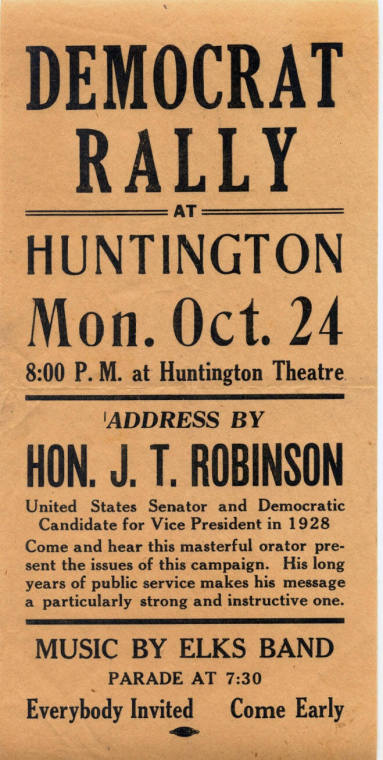 DEMOCRAT
RALLY
AT
HUNTINGTON
Mon. Oct. 24
8:00 P. M. at Huntington Theatre
ADDRESS BY
HON. J. T. ROBINSON
United States Senator and Democratic
Candidate for Vice President in 1928
Come and hear this masterful orator pre-
sent the issues of this campaign. His long
years of public service makes his message
a particularly strong and instructive one.
MUSIC BY ELKS BAND
PARADE AT 7:30
Everybody Invited Come Early